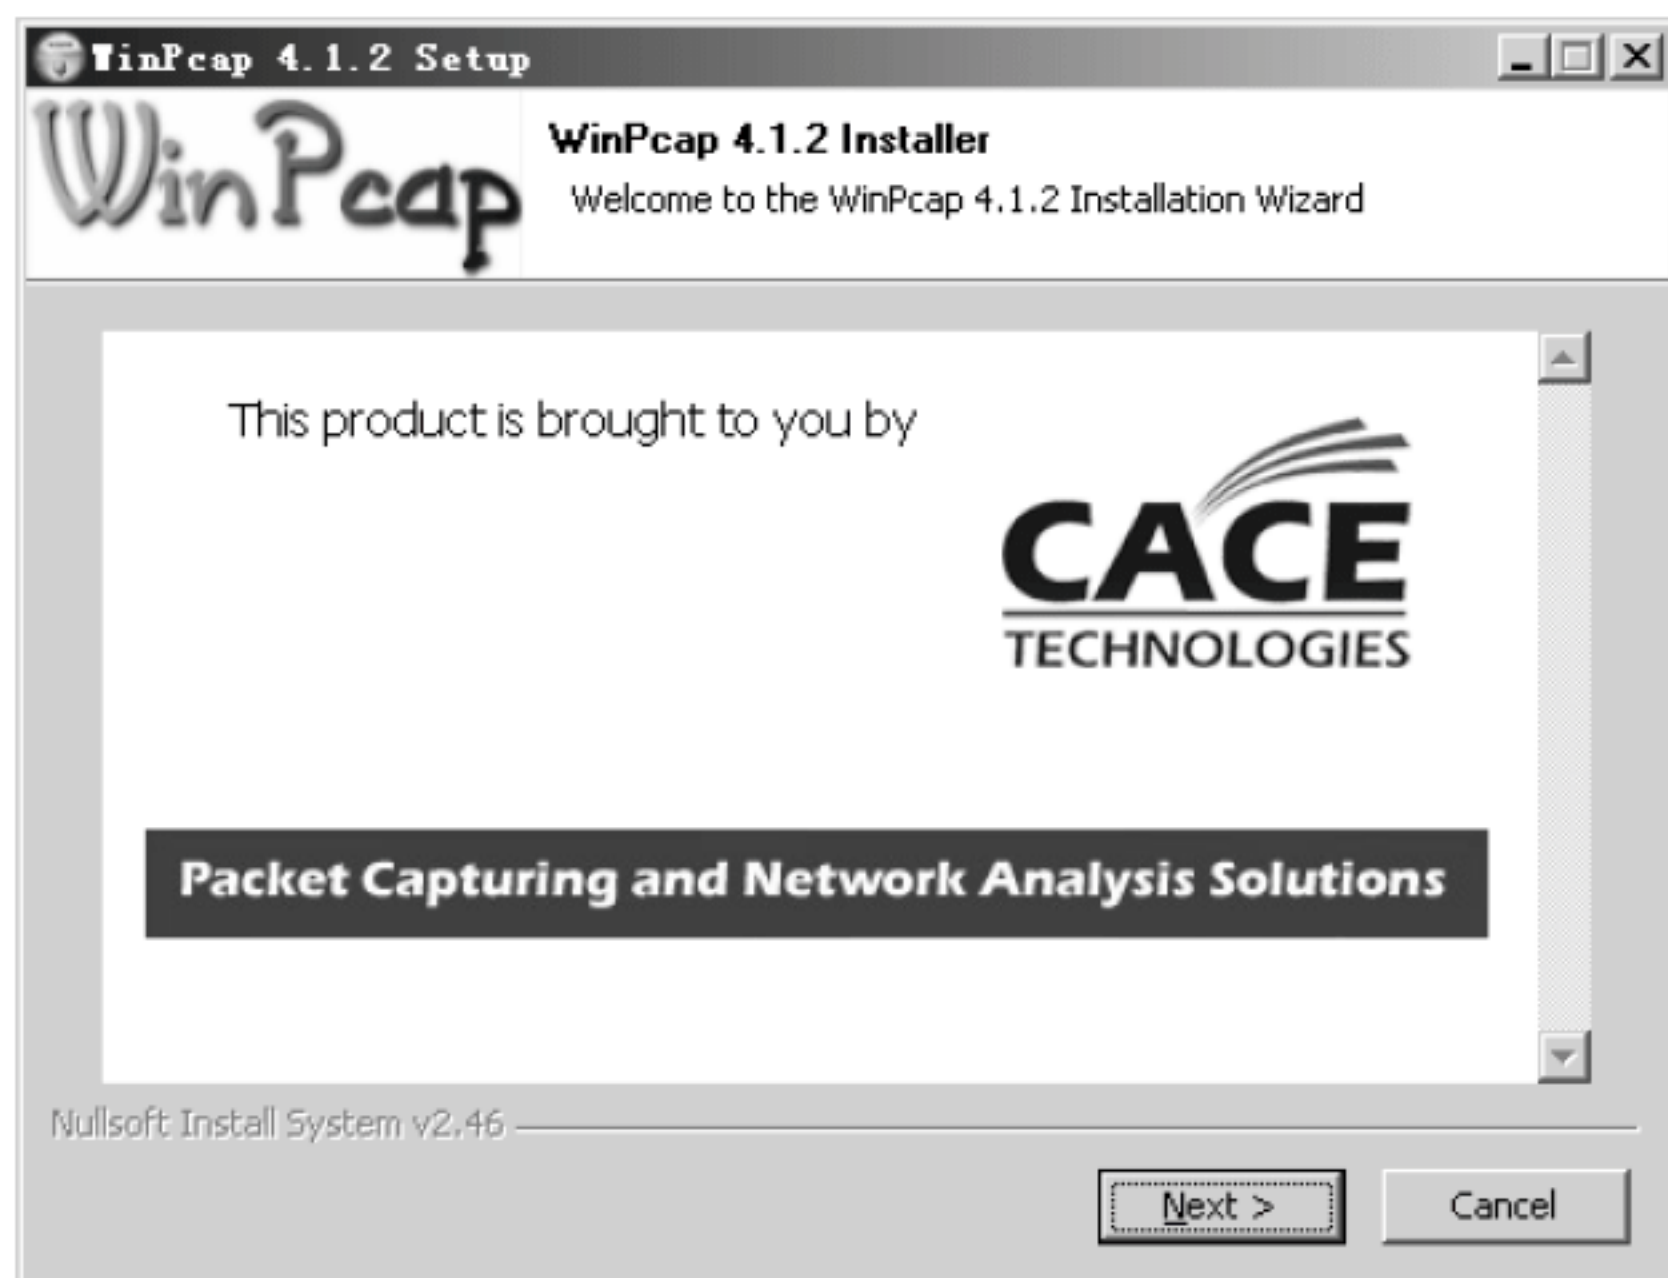 WinPcap 4.1.2 Setup
WinPcap
WinPcap 4.1.2 Installer
Welcome to the WinPcap 4.1.2 Installation Wizard
This product is brought to you by
CACE
TECHNOLOGIES
Packet Capturing and Network Analysis Solutions
Nullsoft Install System v2.46
Next >
Cancel